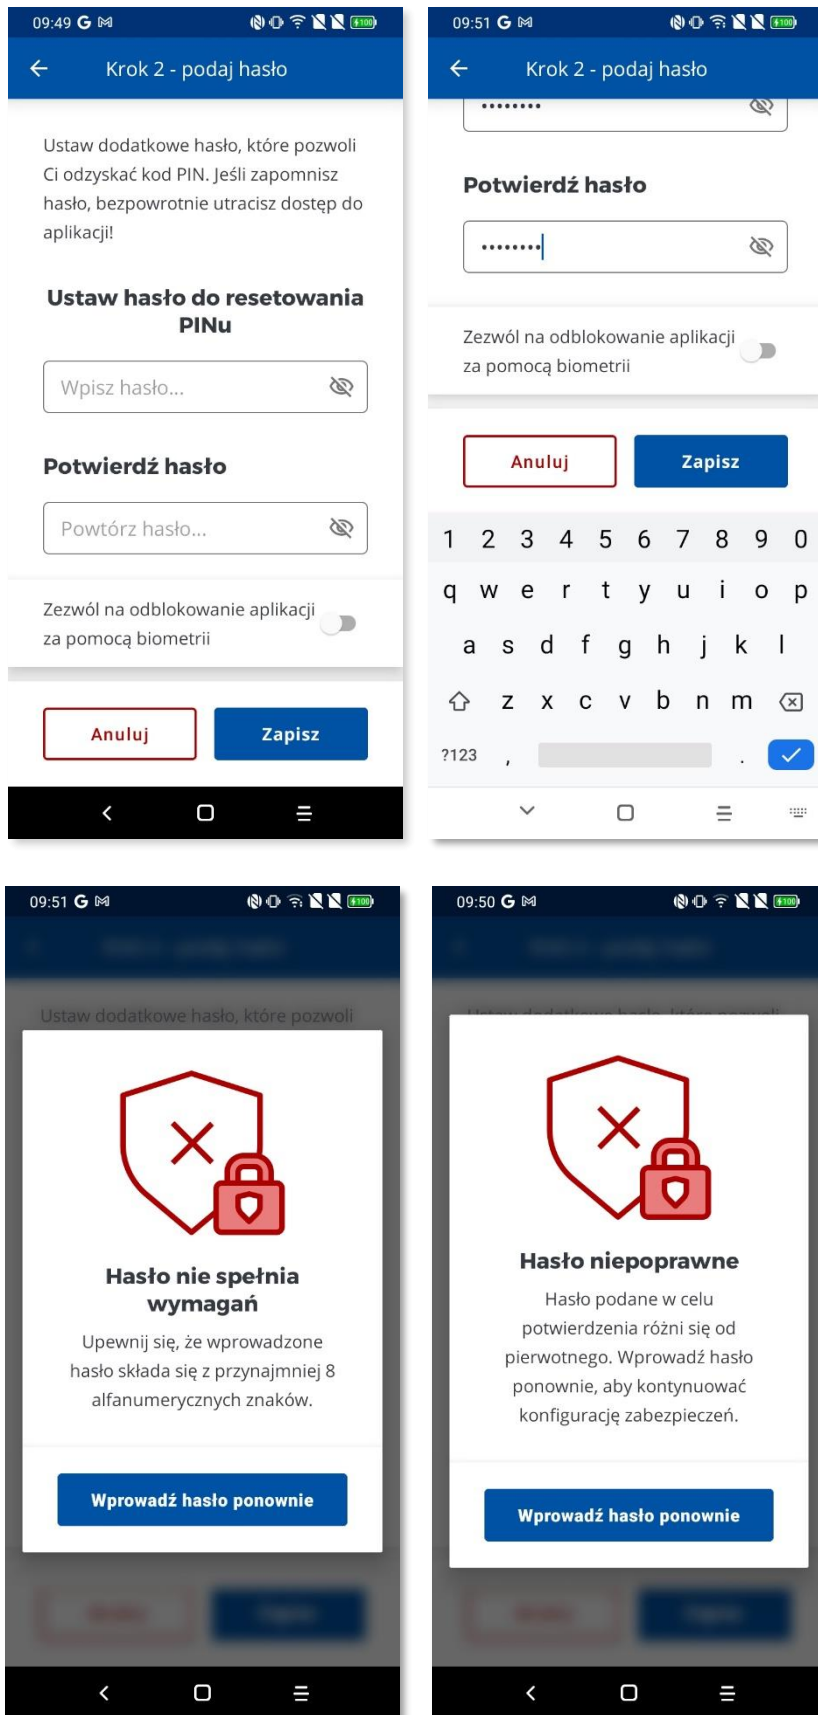 09:49 G
100
Krok 2 - podaj hasło
Ustaw dodatkowe hasło, które pozwoli
Ci odzyskać kod PIN. Jeśli zapomnisz
hasło, bezpowrotnie utracisz dostęp do
aplikacji!
Ustaw hasło do resetowania
PINu
Wpisz hasło...
Potwierdź hasło
Powtórz hasło...
Zezwól na odblokowanie aplikacji
za pomocą biometrii
Anuluj
Zapisz
09:51 G
100
Krok 2 - podaj hasło
••••••••
Potwierdź hasło
••••••••
Zezwól na odblokowanie aplikacji
za pomocą biometrii
Anuluj
Zapisz
1 2 3 4 5 6 7 8 9 0
q w e r t y u i o p
a s d f g h j k l
z x c v b n m
?123 , .
09:51 G
100
Ustaw dodatkowe hasło, które pozwoli
Hasło nie spełnia
wymagań
Upewnij się, że wprowadzone
hasło składa się z przynajmniej 8
alfanumerycznych znaków.
Wprowadź hasło ponownie
09:50 G
100
Hasło niepoprawne
Hasło podane w celu
potwierdzenia różni się od
pierwotnego. Wprowadź hasło
ponownie, aby kontynuować
konfigurację zabezpieczeń.
Wprowadź hasło ponownie